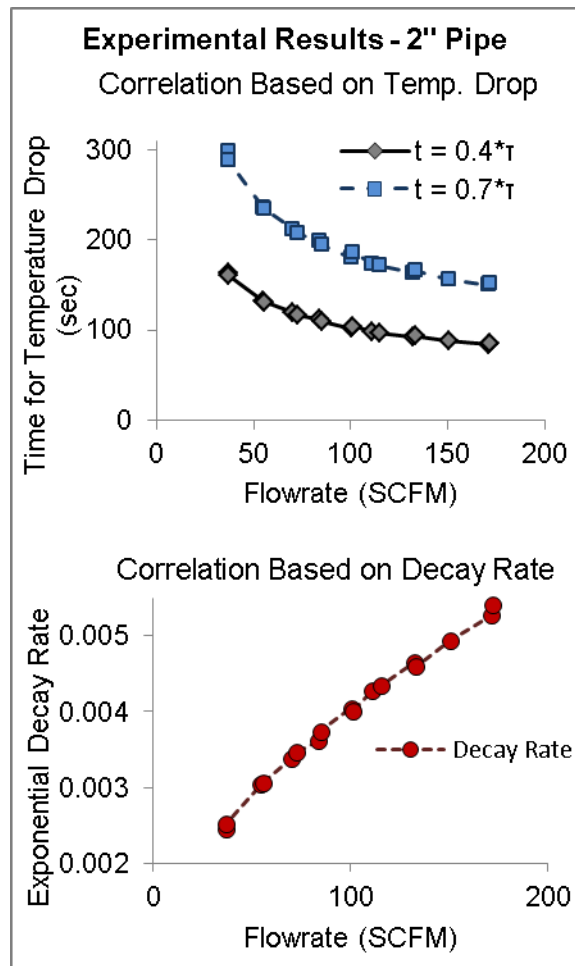 Experimental Results - 2" Pipe
Correlation Based on Temp. Drop
t = 0.4*τ
t = 0.7*τ
Time for Temperature
Drop
(sec)
300
200
100
0
0 50 100 150 200
Flowrate (SCFM)
Correlation Based on Decay Rate
Exponential Decay Rate
0.005
0.004
0.003
0.002
Decay Rate
0 100 200
Flowrate (SCFM)